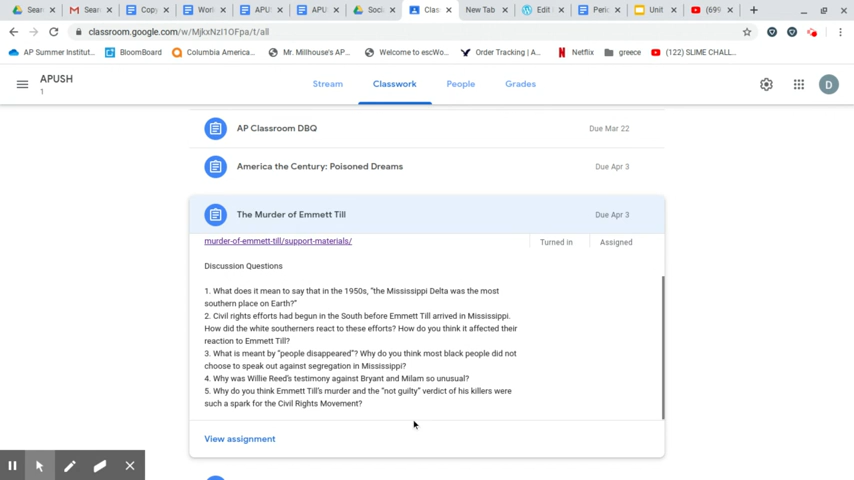 Sear
Sear
Copy
Work
APUS
APU
Socia
Clas
New Tab
Edit
Perio
Unit
(699
classroom.google.com/w/MjkxNzI1OFpa/t/all
AP Summer Institut...
BloomBoard
Columbia America...
Mr. Millhouse's AP...
Welcome to escWo...
Order Tracking | A...
Netflix
greece
(122) SLIME CHALL...
APUSH
1
Stream
Classwork
People
Grades
D
AP Classroom DBQ
Due Mar 22
America the Century: Poisoned Dreams
Due Apr 3
The Murder of Emmett Till
Due Apr 3
murder-of-emmett-till/support-materials/
Turned in
Assigned
Discussion Questions
1. What does it mean to say that in the 1950s, "the Mississippi Delta was the most
southern place on Earth?"
2. Civil rights efforts had begun in the South before Emmett Till arrived in Mississippi.
How did the white southerners react to these efforts? How do you think it affected their
reaction to Emmett Till?
3. What is meant by "people disappeared"? Why do you think most black people did not
choose to speak out against segregation in Mississippi?
4. Why was Willie Reed's testimony against Bryant and Milam so unusual?
5. Why do you think Emmett Till's murder and the "not guilty" verdict of his killers were
such a spark for the Civil Rights Movement?
View assignment